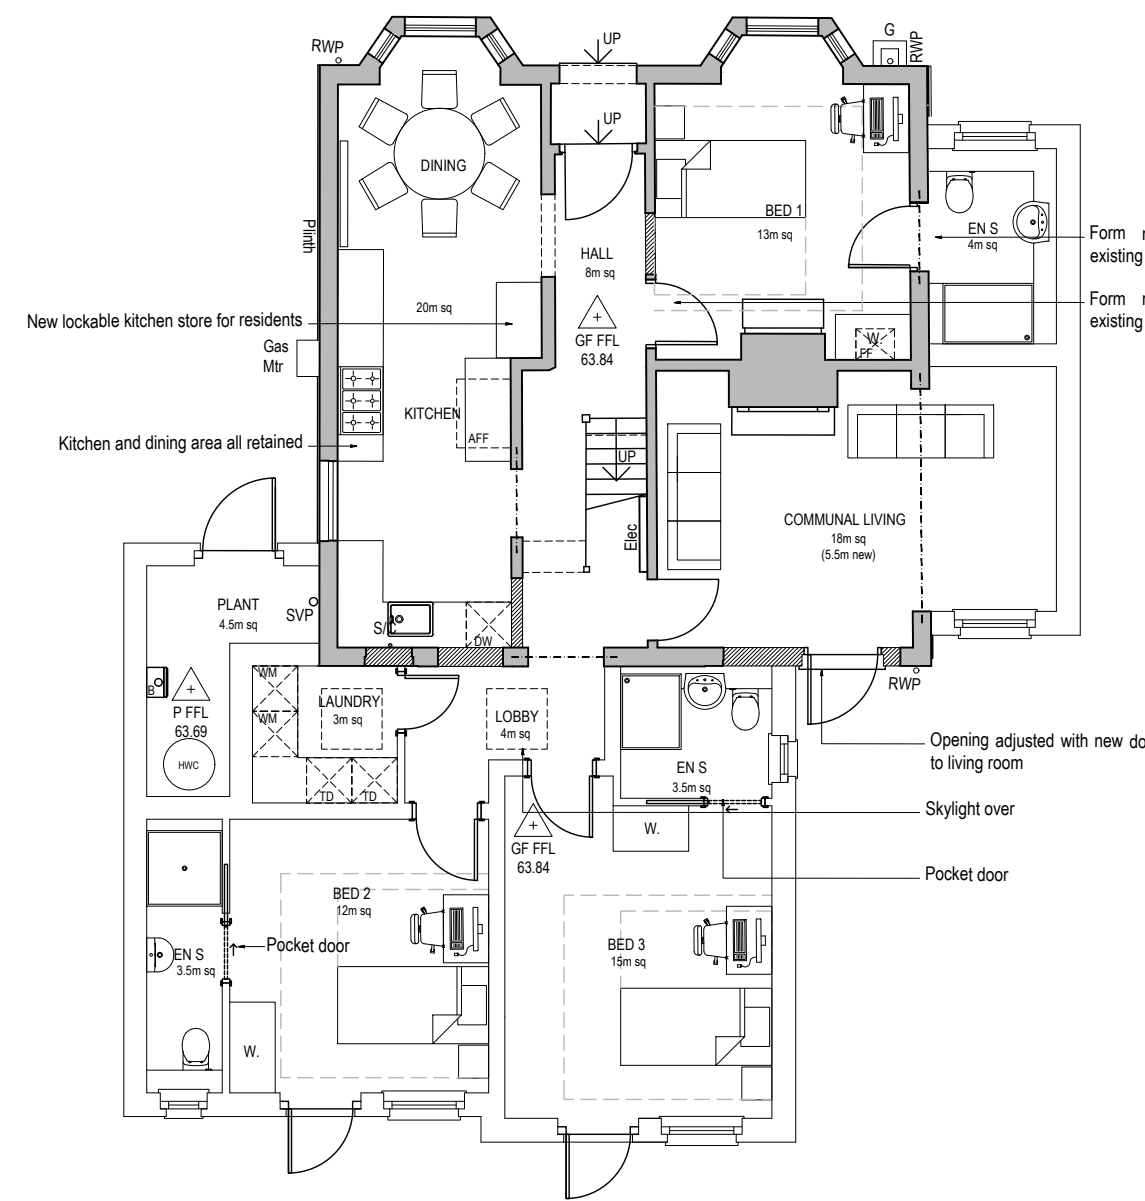 RWP
UP
G
RWP
UP
DINING
Plinth
BED 1
13m sq
EN S
4m sq
Form
existing
HALL
8m sq
20m sq
Form
existing
New lockable kitchen store for residents
GF FFL
63.84
W.
FF
Gas
Mtr
KITCHEN
AFF
Kitchen and dining area all retained
UP
COMMUNAL LIVING
18m sq
(5.5m new)
Elec
PLANT
4.5m sq
SVP
DW
RWP
WM
LAUNDRY
3m sq
B
P FFL
63.69
WM
LOBBY
4m sq
Opening adjusted with new
to living room
HWC
EN S
3.5m sq
TD
TD
Skylight over
W.
GF FFL
63.84
Pocket door
BED 2
12m sq
EN S
3.5m sq
Pocket door
BED 3
15m sq
W.